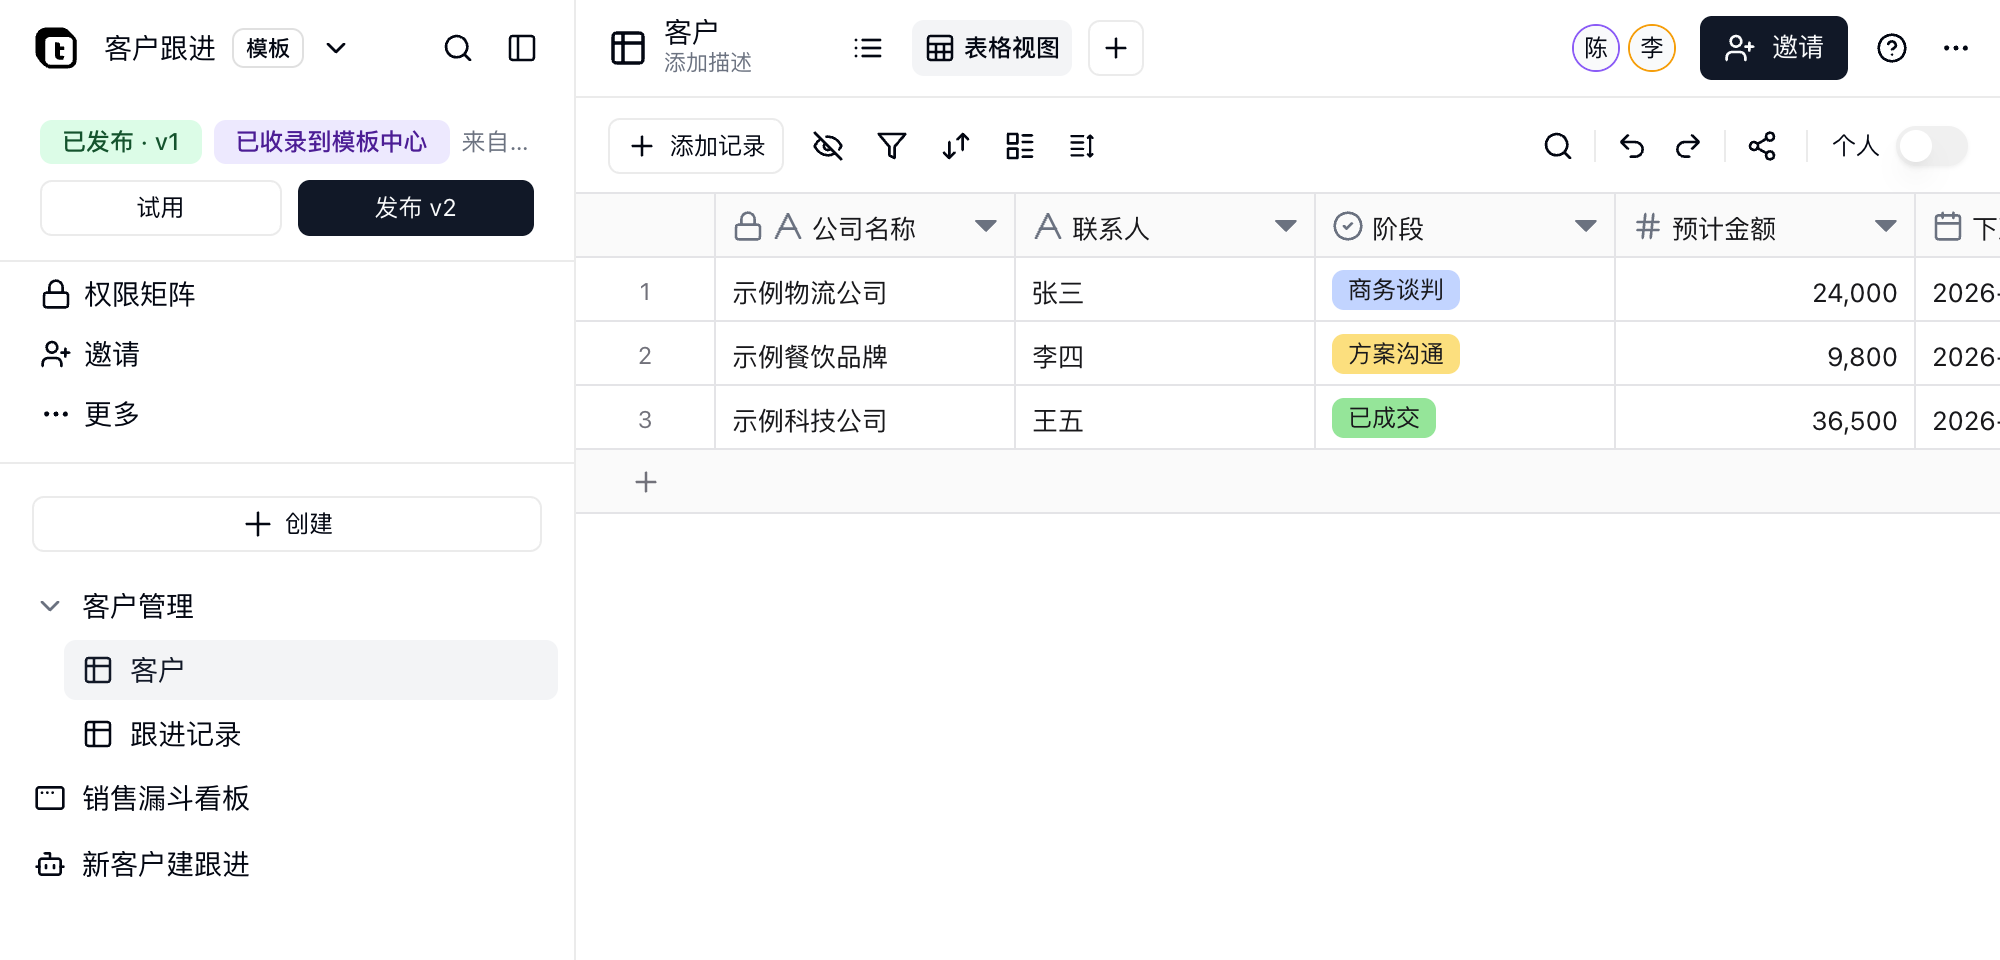 客户跟进 模板
已发布 · v1 已收录到模板中心 来自...
试用 发布 v2
权限矩阵
邀请
更多
创建
客户管理
客户
跟进记录
销售漏斗看板
新客户建跟进
客户
添加描述
表格视图
陈 李 邀请
添加记录 个人
公司名称 联系人 阶段 # 预计金额 下
1 示例物流公司 张三 商务谈判 24,000 2026-
2 示例餐饮品牌 李四 方案沟通 9,800 2026-
3 示例科技公司 王五 已成交 36,500 2026-